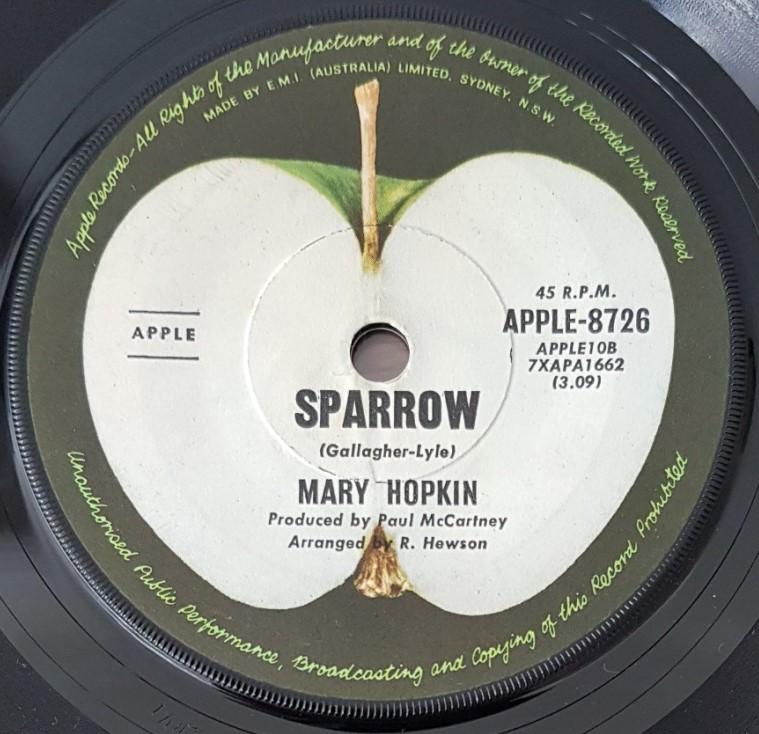 Apple Records-All Rights of the Manufacturer and of the Owner of the Recorded Work Reserved
MADE BY E.M.I. (AUSTRALIA) LIMITED, SYDNEY, N.S.W.
APPLE
45 R.P.M.
APPLE-8726
APPLE10B
7XAPA1662
(3.09)
SPARROW
(Gallagher-Lyle)
MARY HOPKIN
Produced by Paul McCartney
Arranged by R. Hewson
Unauthorised Public Performance, Broadcasting and Copying of this Record Prohibited